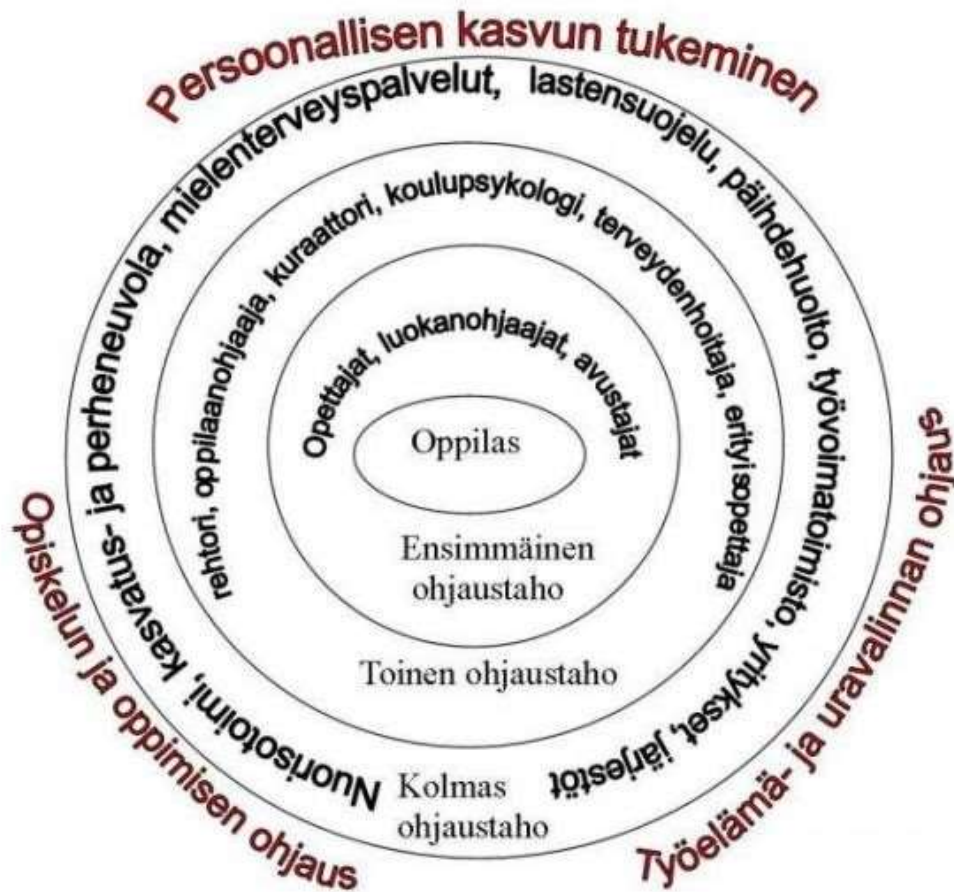 Persoonallisen kasvun tukeminen
Nuorisotoimi, kasvatus- ja perheneuvola, mielenterveyspalvelut, lastensuojelu, päihdehuolto, työvoimatoimisto, yritykset, järjestöt
rehtori, oppilaanohjaaja, kuraattori, koulupsykologi, terveydenhoitaja, erityisopettaja
Opettajat, luokanohjaajat, avustajat
Oppilas
Ensimmäinen
ohjaustaho
Toinen ohjaustaho
Kolmas
ohjaustaho
Opiskelun ja oppimisen ohjaus
Työelämä- ja uravalinnan ohjans